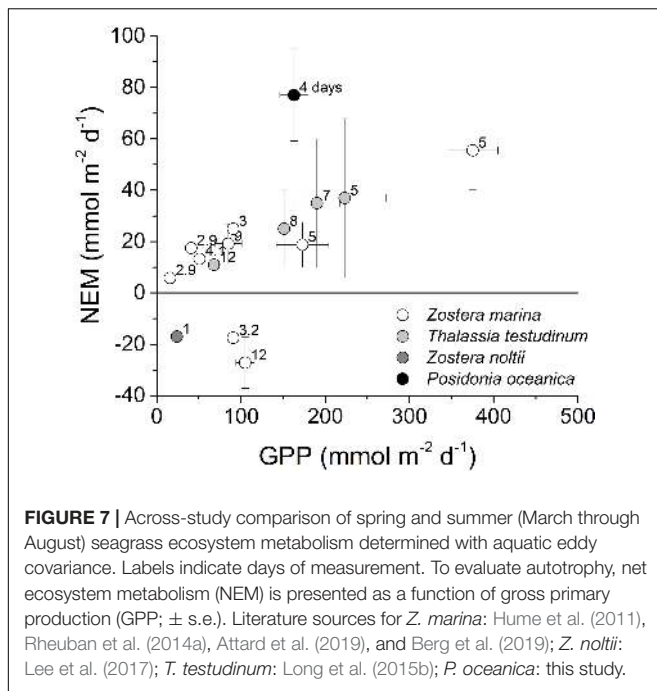 NEM (mmol m⁻² d⁻¹)
100
80
60
40
20
0
-20
-40
4 days
5
7
5
8
5
3
9
2.9
4.1
12
2.9
1
3.2
12
Zostera marina
Thalassia testudinum
Zostera noltii
Posidonia oceanica
0 100 200 300 400 500
GPP (mmol m⁻² d⁻¹)
FIGURE 7 | Across-study comparison of spring and summer (March through
August) seagrass ecosystem metabolism determined with aquatic eddy
covariance. Labels indicate days of measurement. To evaluate autotrophy, net
ecosystem metabolism (NEM) is presented as a function of gross primary
production (GPP; ± s.e.). Literature sources for Z. marina: Hume et al. (2011),
Rheuban et al. (2014a), Attard et al. (2019), and Berg et al. (2019); Z. noltii:
Lee et al. (2017); T. testudinum: Long et al. (2015b); P. oceanica: this study.